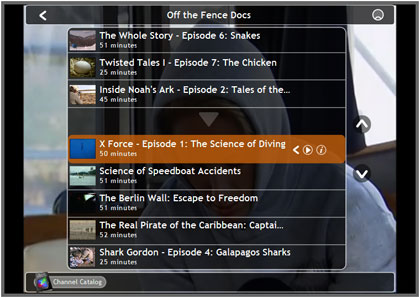 Off the Fence Docs
The Whole Story - Episode 6: Snakes
51 minutes
Twisted Tales I - Episode 7: The Chicken
25 minutes
Inside Noah's Ark - Episode 2: Tales of the...
45 minutes
X Force - Episode 1: The Science of Diving
50 minutes
Science of Speedboat Accidents
51 minutes
The Berlin Wall: Escape to Freedom
51 minutes
The Real Pirate of the Caribbean: Captai...
52 minutes
Shark Gordon - Episode 4: Galapagos Sharks
25 minutes
Channel Catalog